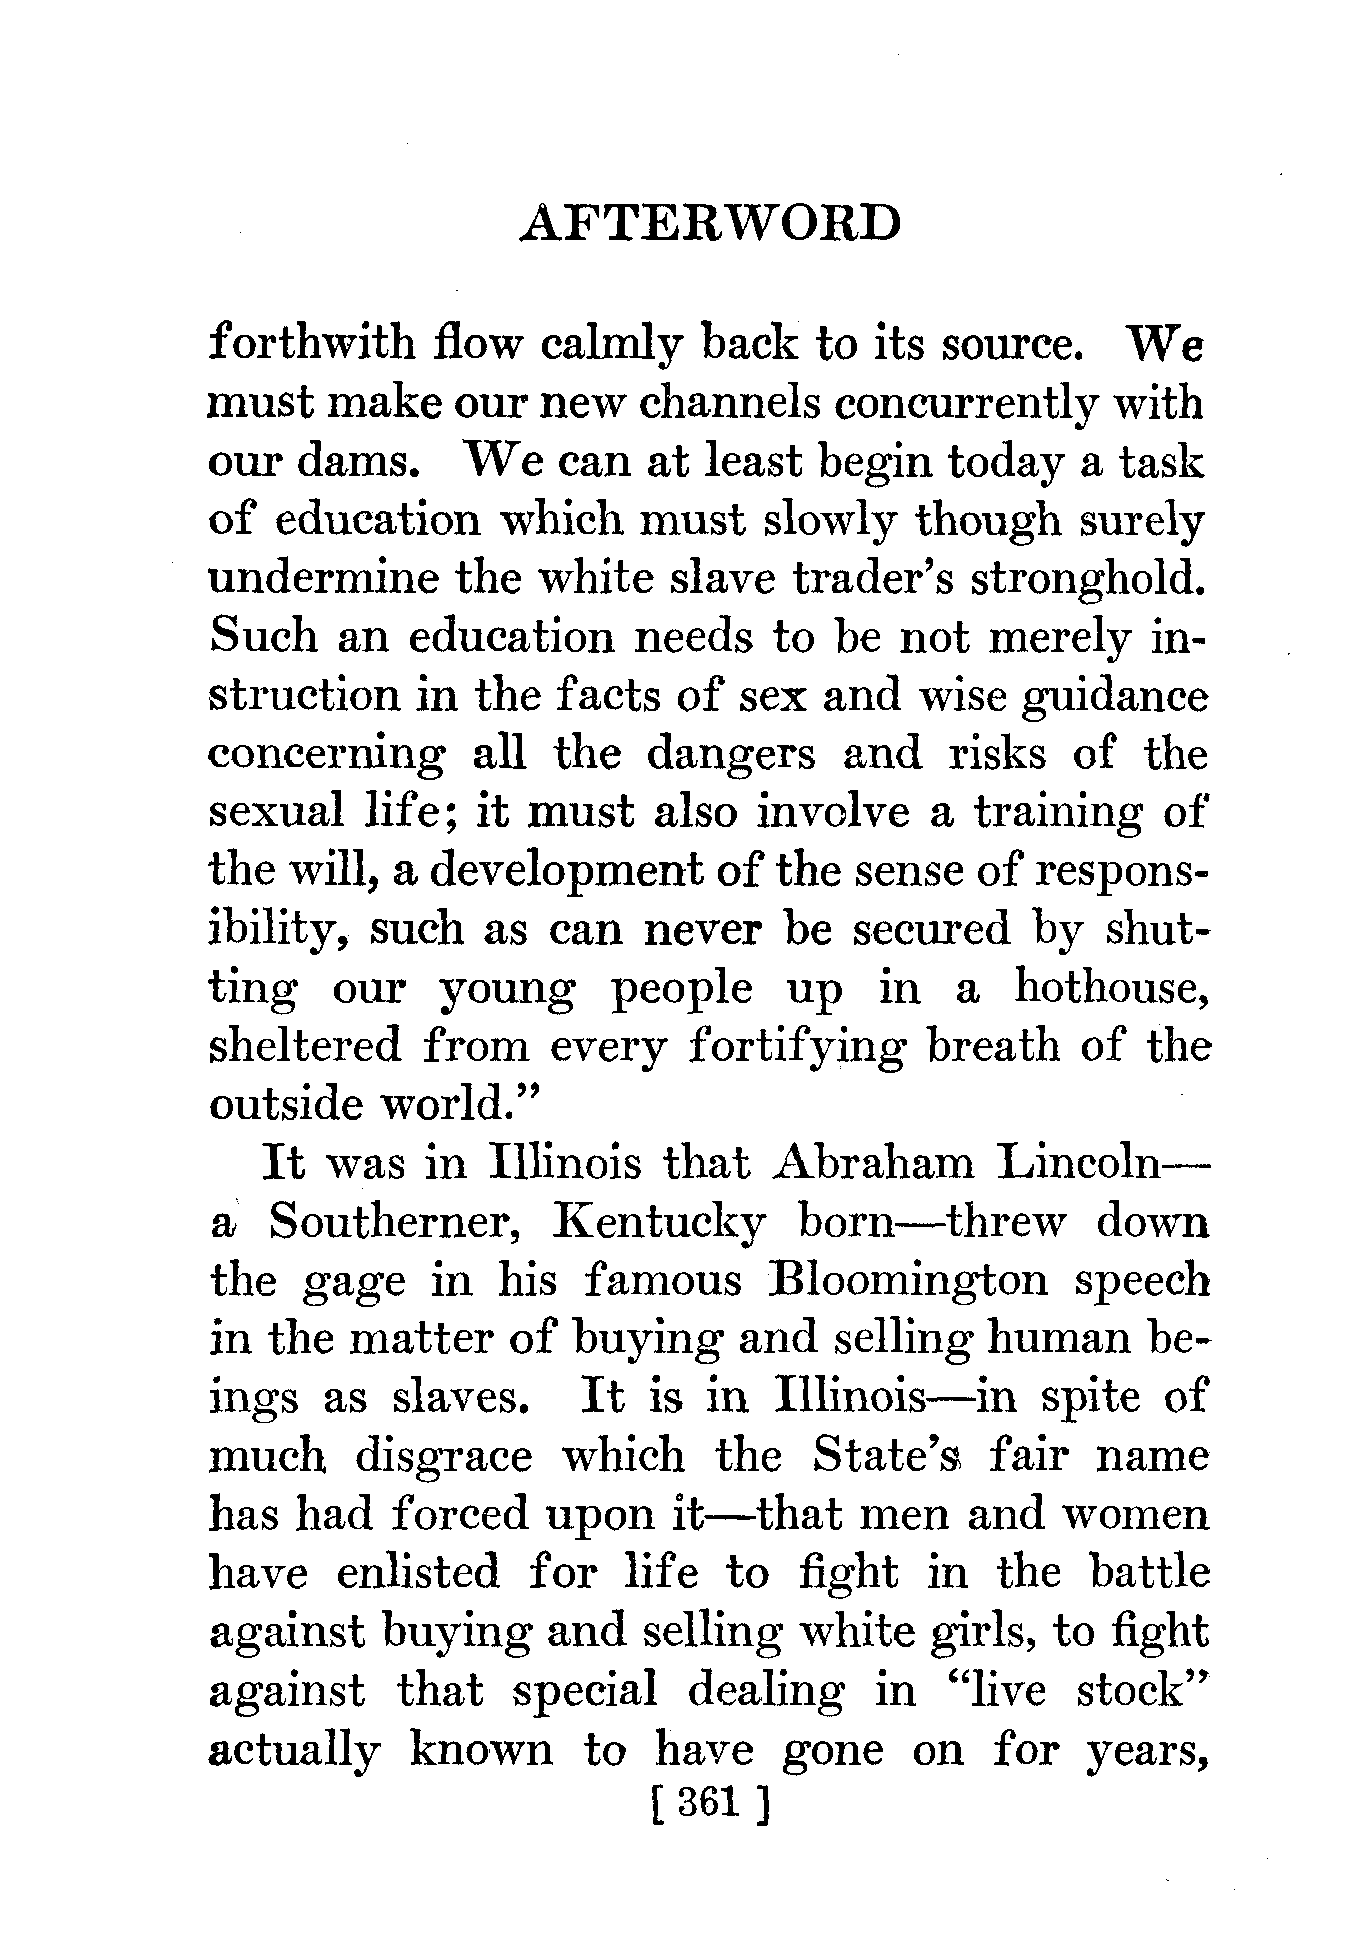 AFTERWORD
forthwith flow calmly back to its source. We
must make our new channels concurrently with
our dams. We can at least begin today a task
of education which must slowly though surely
undermine the white slave trader's stronghold.
Such an education needs to be not merely in-
struction in the facts of sex and wise guidance
concerning all the dangers and risks of the
sexual life; it must also involve a training of
the will, a development of the sense of respons-
ibility, such as can never be secured by shut-
ting our young people up in a hothouse,
sheltered from every fortifying breath of the
outside world."
It was in Illinois that Abraham Lincoln—
a Southerner, Kentucky born—threw down
the gage in his famous Bloomington speech
in the matter of buying and selling human be-
ings as slaves. It is in Illinois—in spite of
much disgrace which the State's fair name
has had forced upon it—that men and women
have enlisted for life to fight in the battle
against buying and selling white girls, to fight
against that special dealing in "live stock"
actually known to have gone on for years,
[ 361 ]